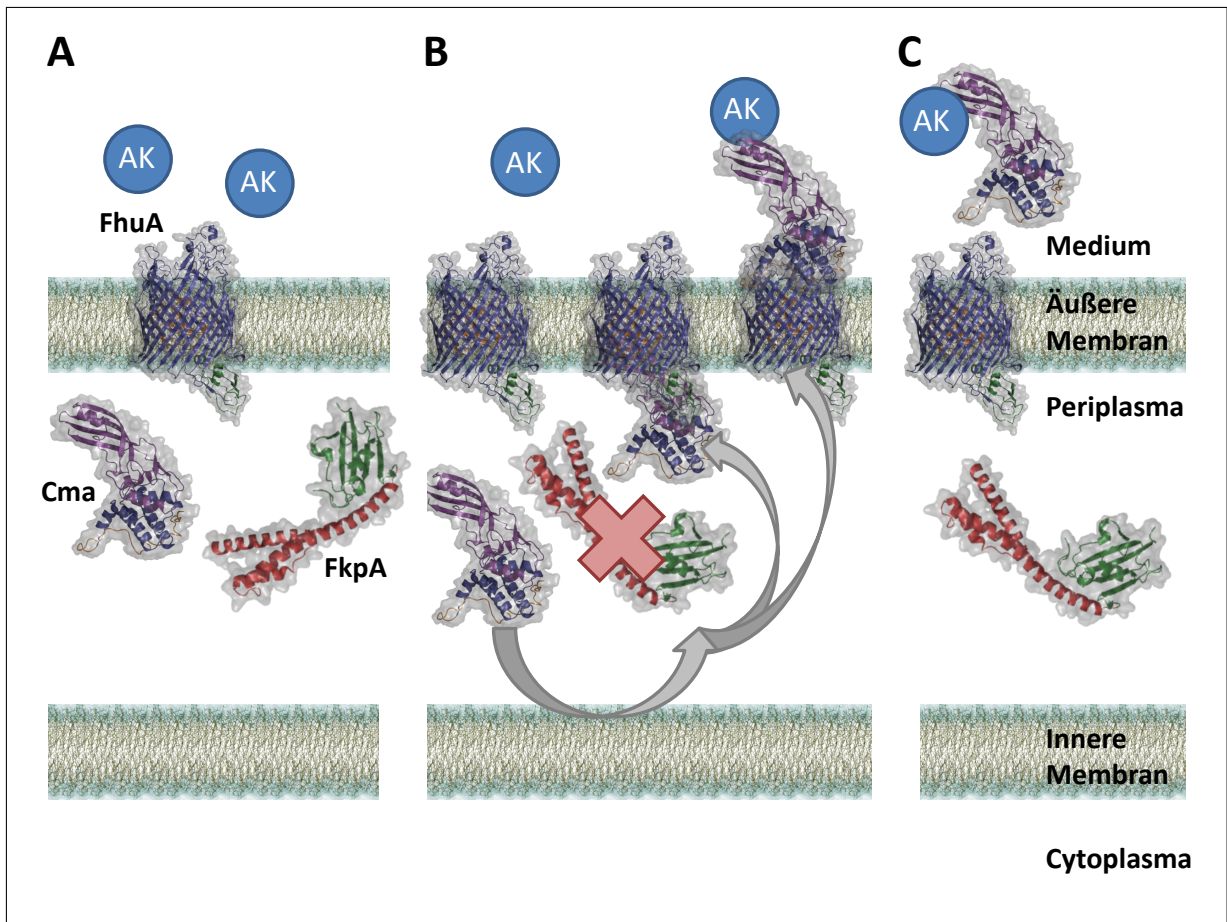 A
AK
AK
FhuA
Cma
FkpA
B
AK
AK
C
AK
Medium
Äußere
Membran
Periplasma
Innere
Membran
Cytoplasma